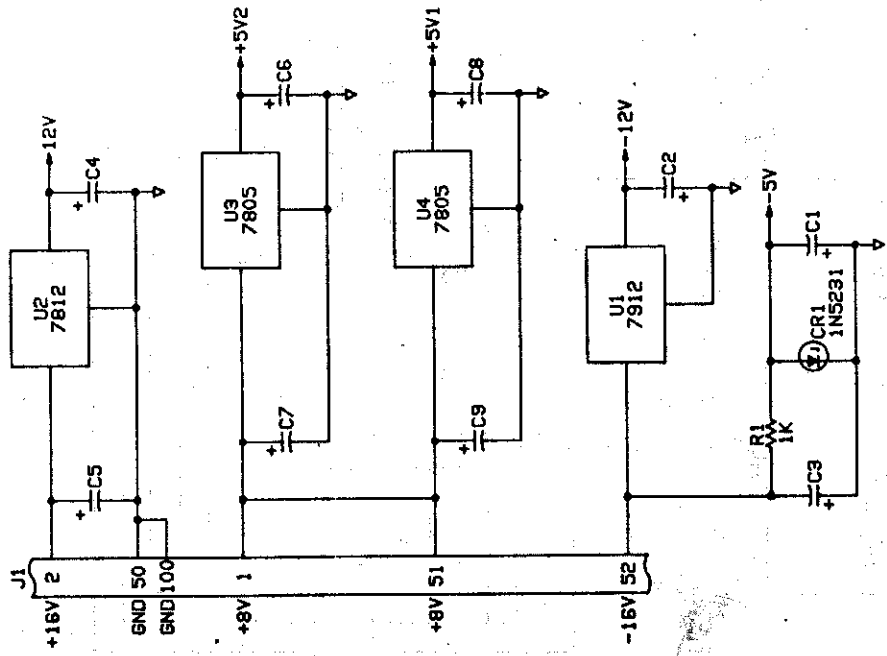 J1
+16V 2
GND 50
GND 100
+8V 1
+8V 51
-16V 52
+ C5
U2
7812
+ C4
12V
+ C7
U3
7805
+ C6
+5V2
+ C9
U4
7805
+ C8
+5V1
U1
7912
C2 +
-12V
R1
1K
C3 +
CR1
1N5231
C1 +
-5V